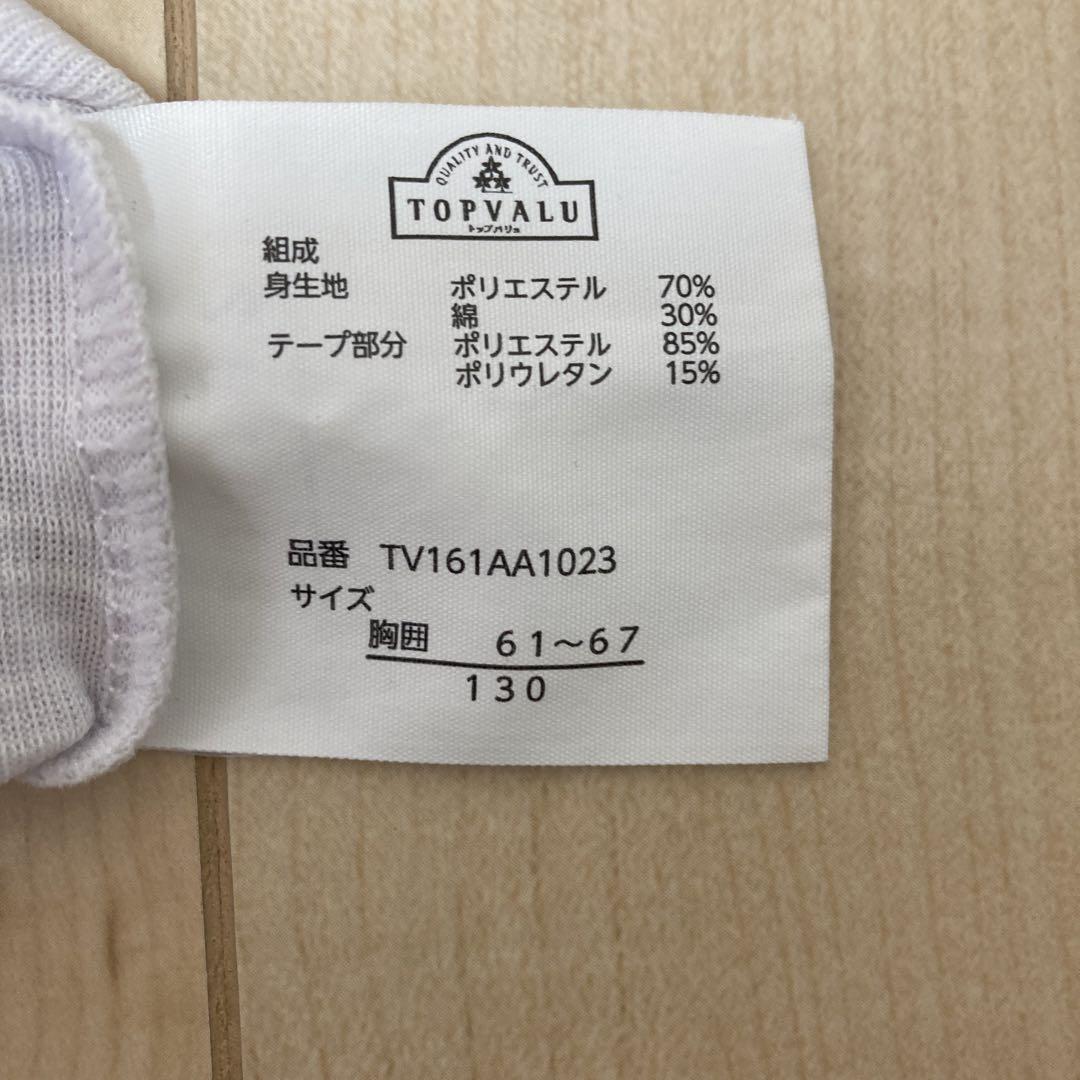 QUALITY AND TRUST
TOPVALU
トップバリュ
組成
身生地 ポリエステル 70%
綿 30%
テープ部分 ポリエステル 85%
ポリウレタン 15%
品番 TV161AA1023
サイズ
胸囲 61～67
130